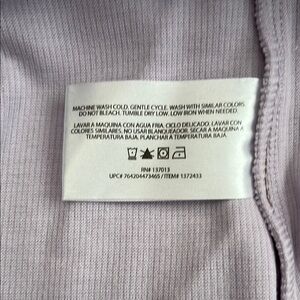 MACHINE WASH COLD. GENTLE CYCLE. WASH WITH SIMILAR COLORS.
DO NOT BLEACH. TUMBLE DRY LOW. LOW IRON WHEN NEEDED.
LAVAR A MAQUINA CON AGUA FRIA. CICLO DELICADO. LAVAR CON
COLORES SIMILARES. NO USAR BLANQUEADOR. SECAR A MAQUINA A
TEMPERATURA BAJA. PLANCHAR A TEMPERATURA BAJA.
RN# 137013
UPC# 764204473465 / ITEM# 1372433